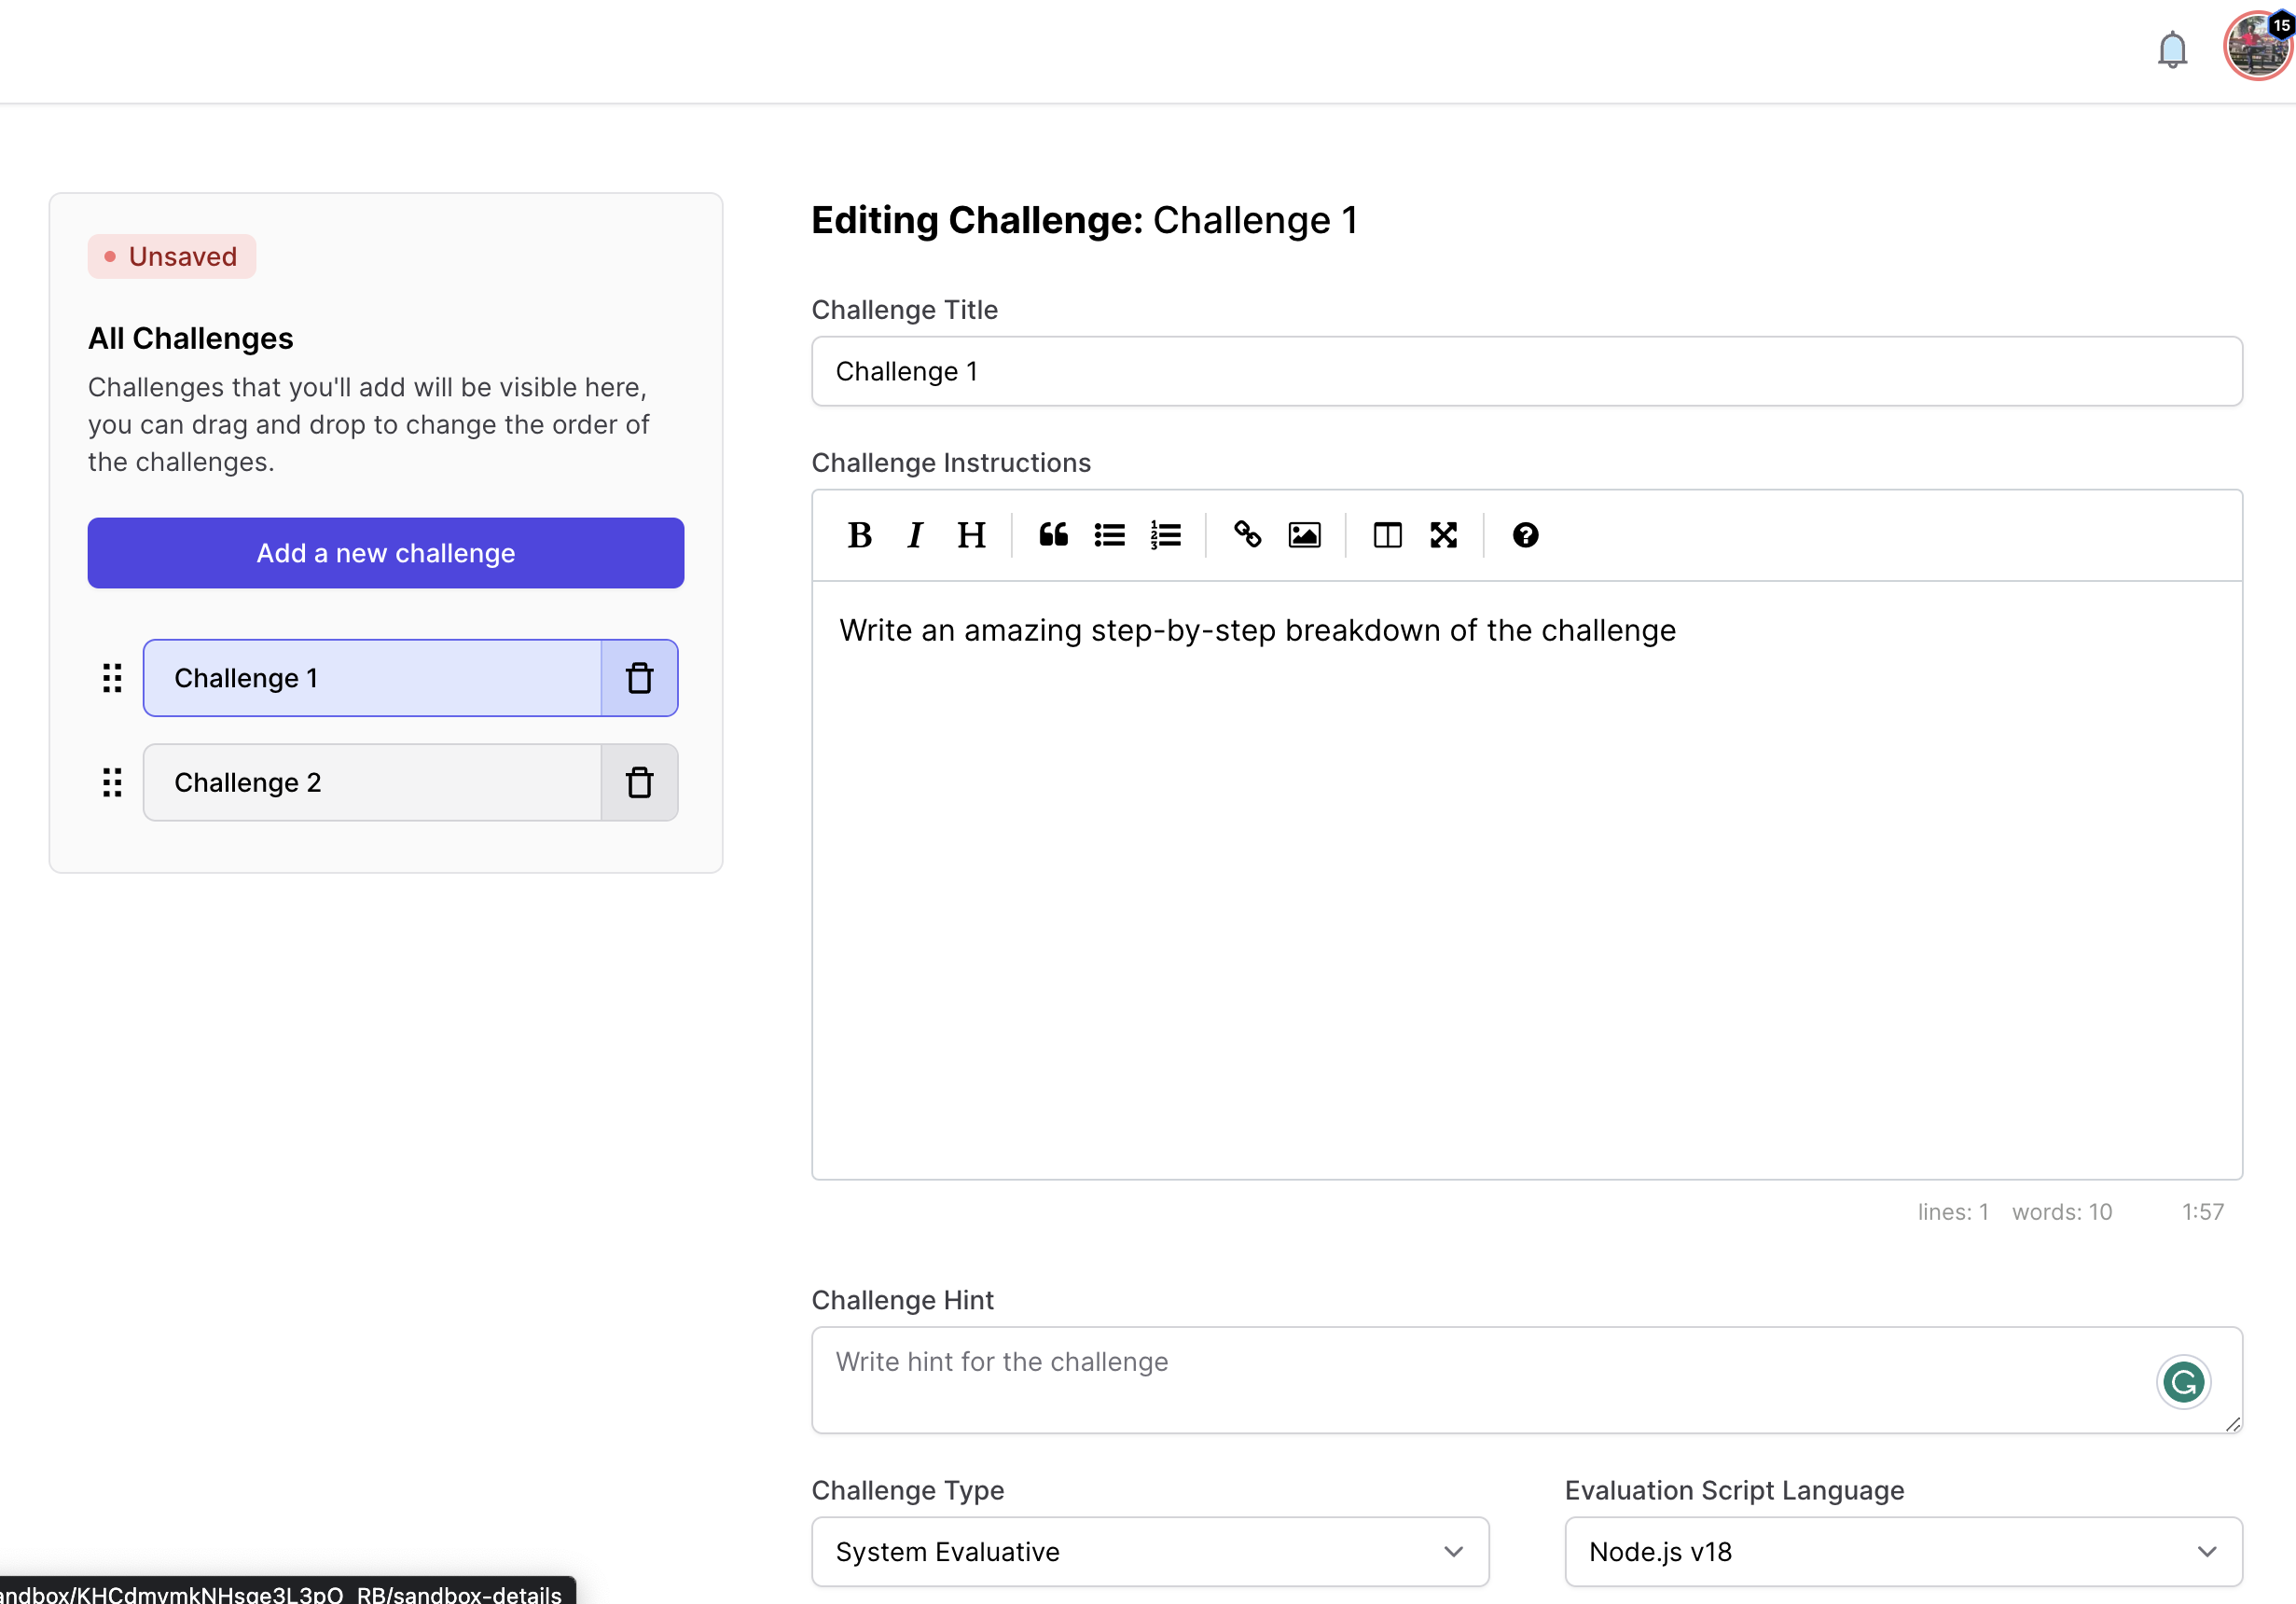 15
Unsaved
All Challenges
Challenges that you'll add will be visible here,
you can drag and drop to change the order of
the challenges.
Add a new challenge
Challenge 1
Challenge 2
Editing Challenge: Challenge 1
Challenge Title
Challenge 1
Challenge Instructions
B I H
Write an amazing step-by-step breakdown of the challenge
lines: 1 words: 10 1:57
Challenge Hint
Write hint for the challenge
Challenge Type
System Evaluative
Evaluation Script Language
Node.js v18
andbox/KHCdmvmkNHsge3L3pO_RB/sandbox-details